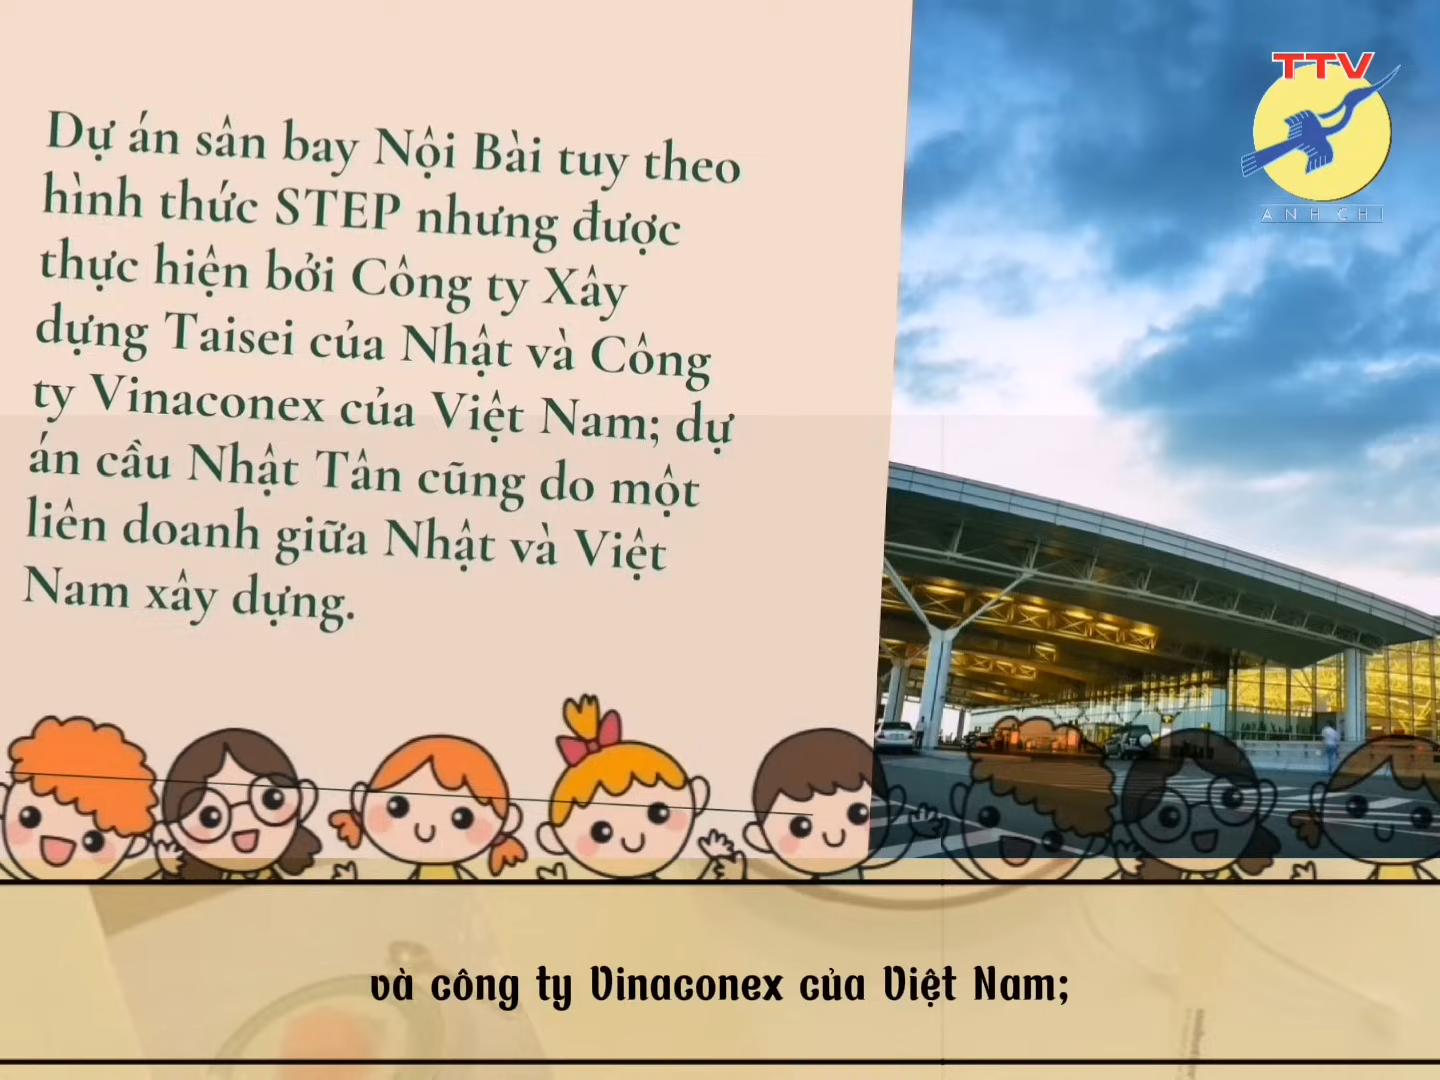 Dự án sân bay Nội Bài tuy theo
hình thức STEP nhưng được
thực hiện bởi Công ty Xây
dựng Taisei của Nhật và Công
ty Vinaconex của Việt Nam; dự
án cầu Nhật Tân cũng do một
liên doanh giữa Nhật và Việt
Nam xây dựng.
TTV
ANH CHI
và công ty Vinaconex của Việt Nam;